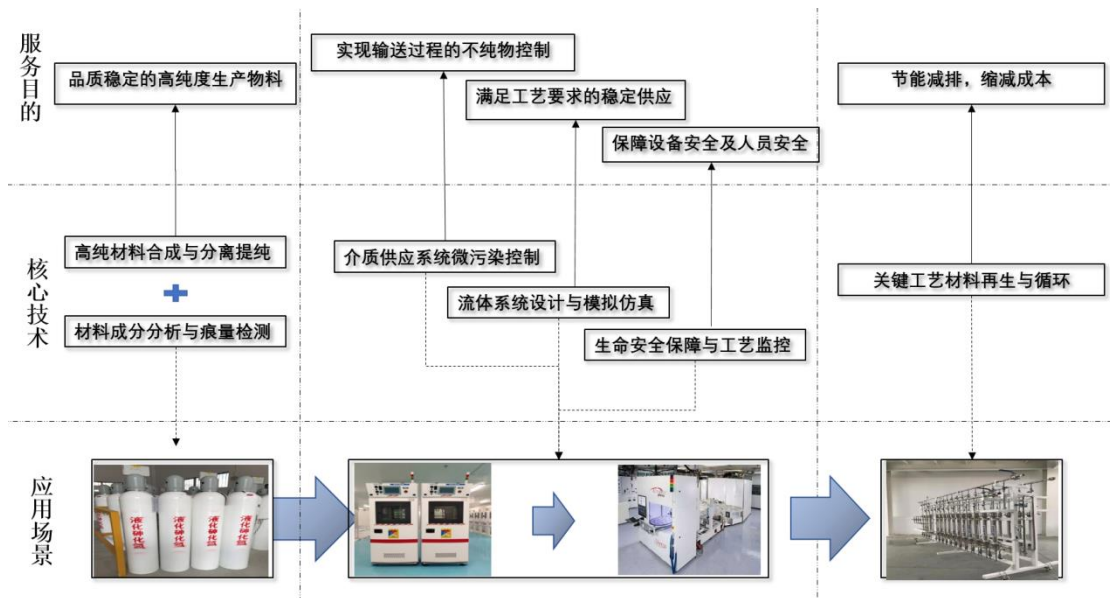 服务目的
实现输送过程的不纯物控制
品质稳定的高纯度生产物料
节能减排，缩减成本
满足工艺要求的稳定供应
保障设备安全及人员安全
核心技术
高纯材料合成与分离提纯
介质供应系统微污染控制
关键工艺材料再生与循环
流体系统设计与模拟仿真
材料成分分析与痕量检测
生命安全保障与工艺监控
应用场景
液化砷化氢
液化砷化氢
液化砷化氢
液化砷化氢